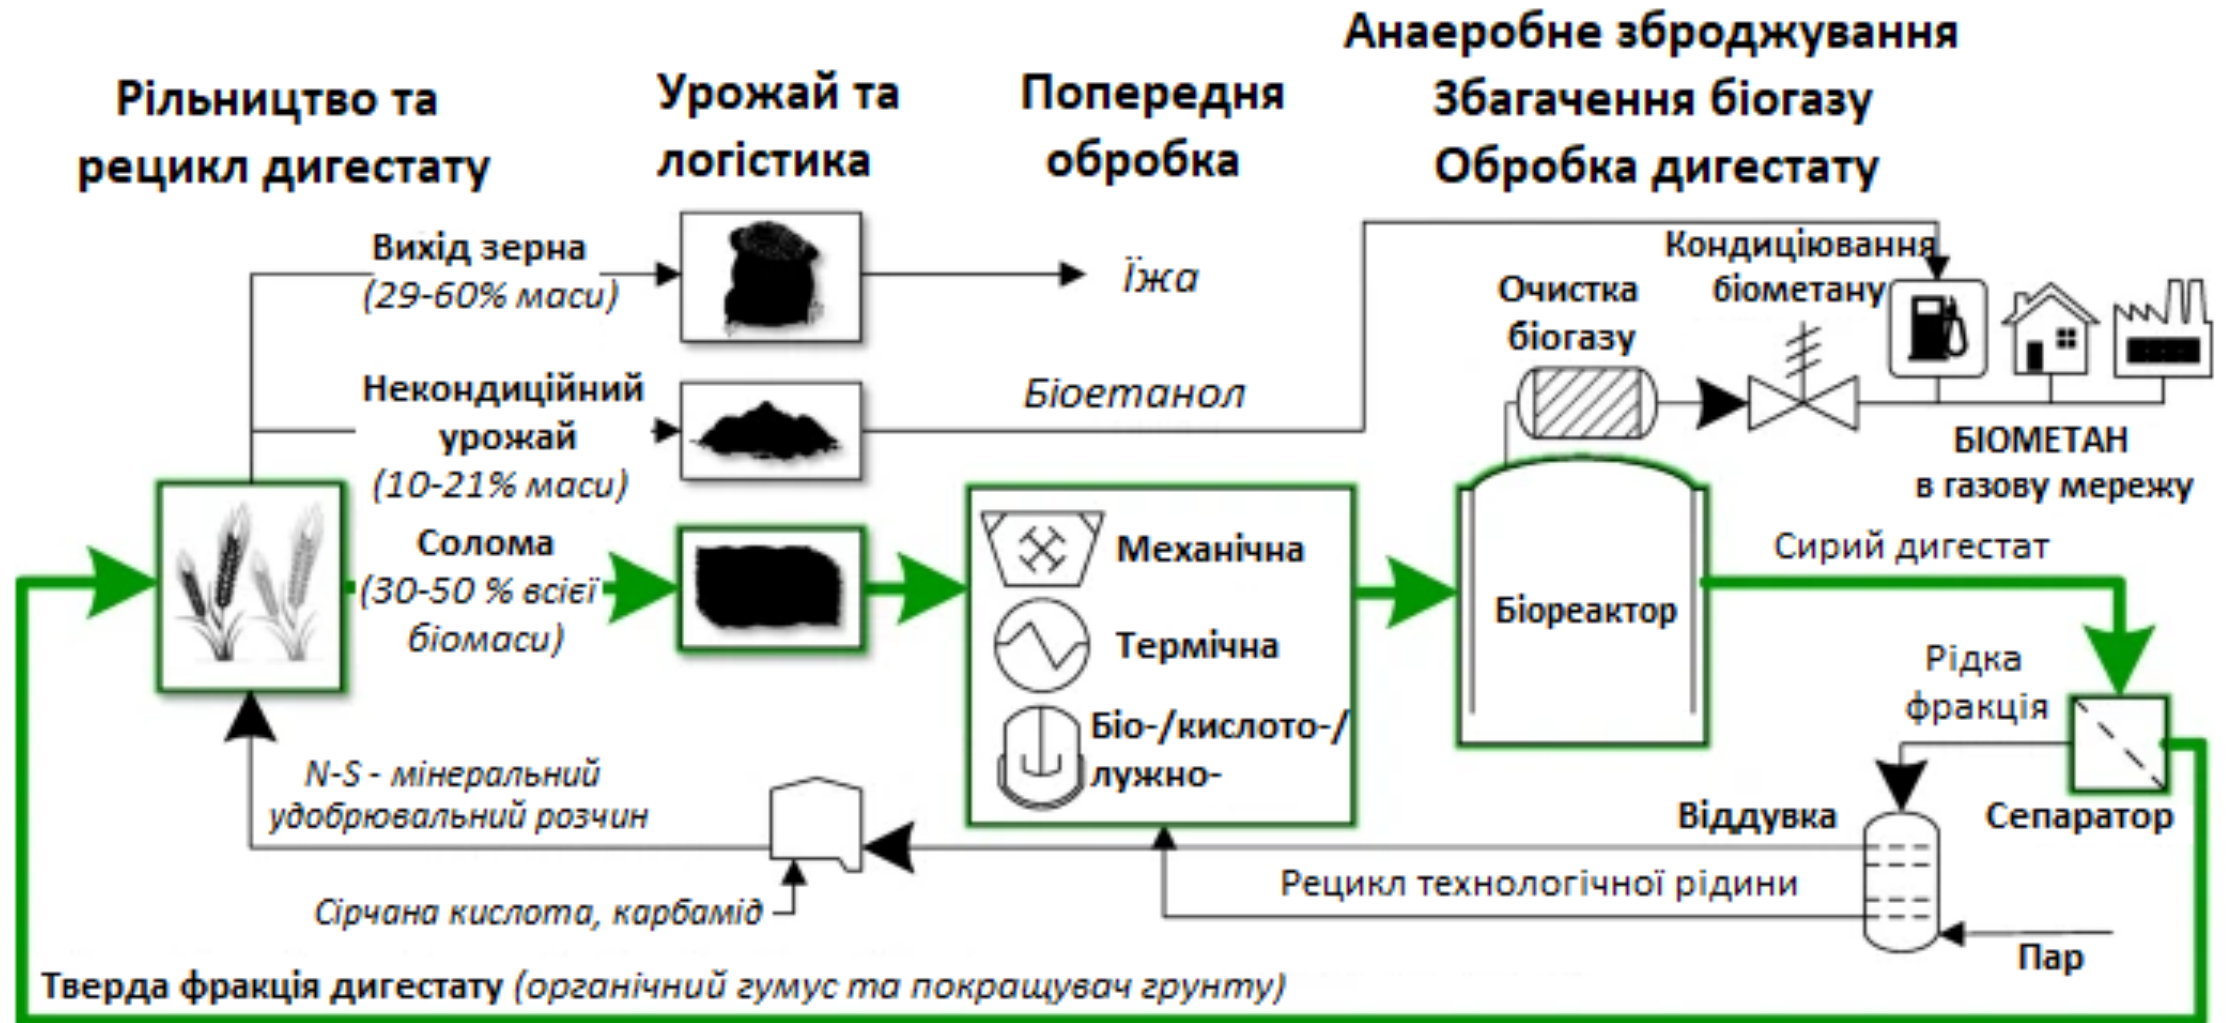 Рільництво та
рецикл дигестату
Урожай та
логістика
Попередня
обробка
Анаеробне зброджування
Збагачення біогазу
Обробка дигестату
Вихід зерна
(29-60% маси)
Їжа
Некондиційний
урожай
(10-21% маси)
Біоетанол
Очистка
біогазу
Кондиціювання
біометану
БІОМЕТАН
в газову мережу
Солома
(30-50 % всієї
біомаси)
Механічна
Термічна
Біо-/кислото-/
лужно-
Біореактор
Сирий дигестат
Рідка
фракція
Сепаратор
Віддувка
Пар
Рецикл технологічної рідини
N-S - мінеральний
удобрювальний розчин
Сірчана кислота, карбамід
Тверда фракція дигестату (органічний гумус та покращувач грунту)